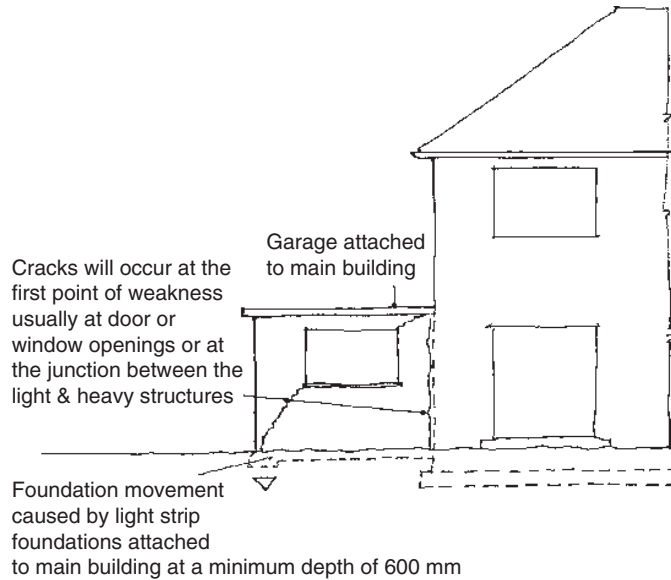 Garage attached
to main building
Cracks will occur at the
first point of weakness
usually at door or
window openings or at
the junction between the
light & heavy structures
Foundation movement
caused by light strip
foundations attached
to main building at a minimum depth of 600 mm